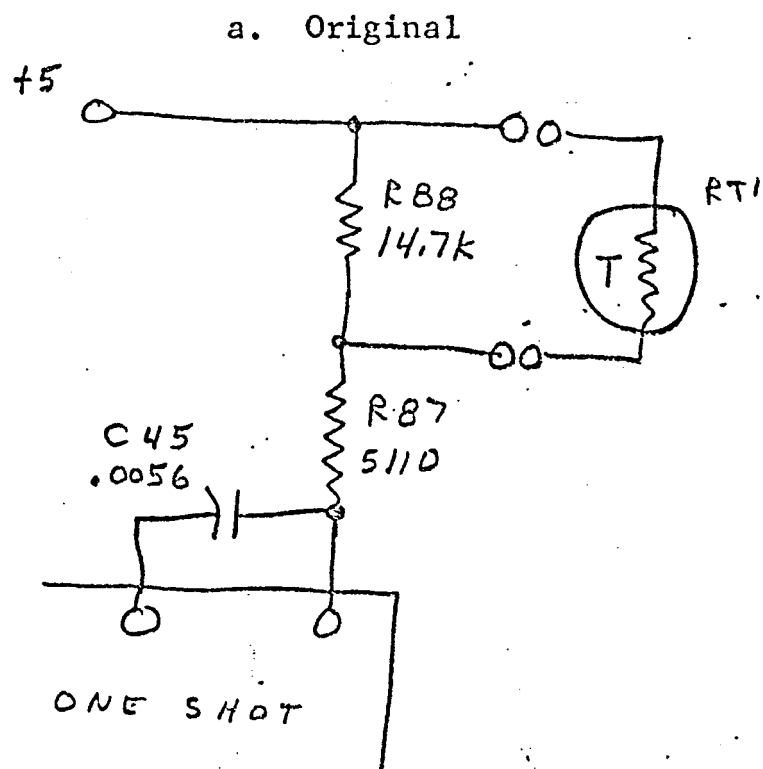 a. Original
+5
R88
14.7K
RT1
T
R87
5110
C45
.0056
ONE SHOT